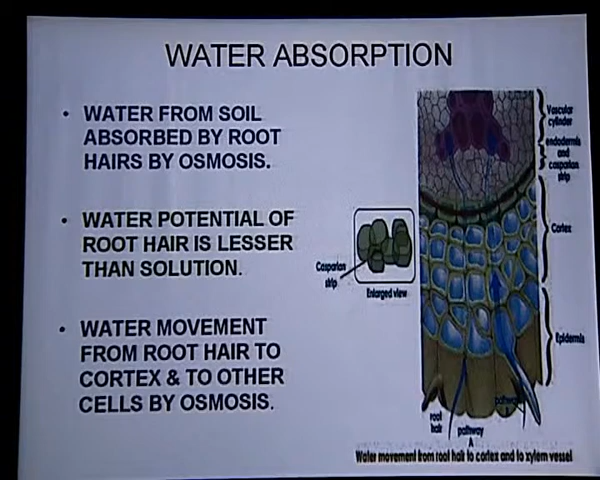 WATER ABSORPTION
• WATER FROM SOIL
ABSORBED BY ROOT
HAIRS BY OSMOSIS.
• WATER POTENTIAL OF
ROOT HAIR IS LESSER
THAN SOLUTION.
• WATER MOVEMENT
FROM ROOT HAIR TO
CORTEX & TO OTHER
CELLS BY OSMOSIS.
Vascular
cylinder
endodermis
and
casparian
strip
Cortex
Casparian
strip
Enlarged view
Epidermis
root
hair
pathway
A
pathway
Water movement from root hair to cortex and to xylem vessel